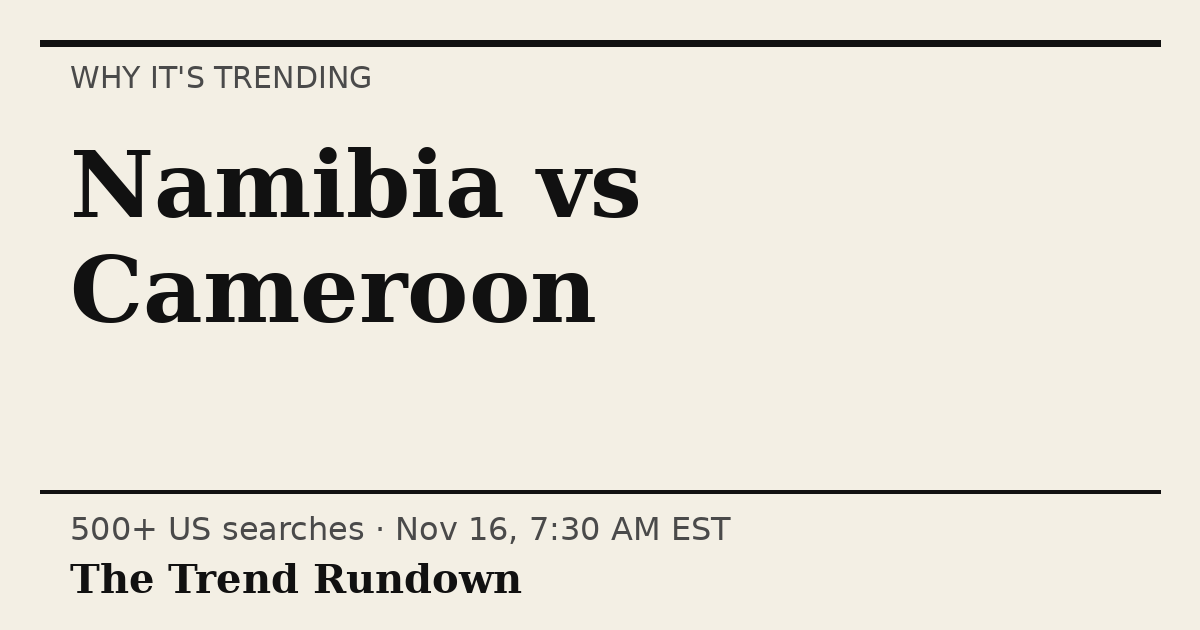 WHY IT'S TRENDING
Namibia vs
Cameroon
500+ US searches · Nov 16, 7:30 AM EST
The Trend Rundown